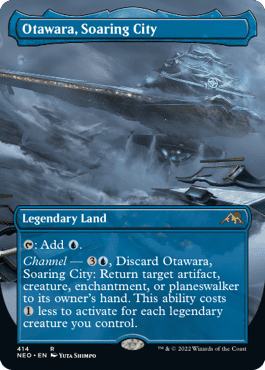 Otawara, Soaring City
Legendary Land
: Add .
Channel — 3, Discard Otawara,
Soaring City: Return target artifact,
creature, enchantment, or planeswalker
to its owner's hand. This ability costs
1 less to activate for each legendary
creature you control.
414 R
NEO • EN YUTA SHIMPO
™ & © 2022 Wizards of the Coast